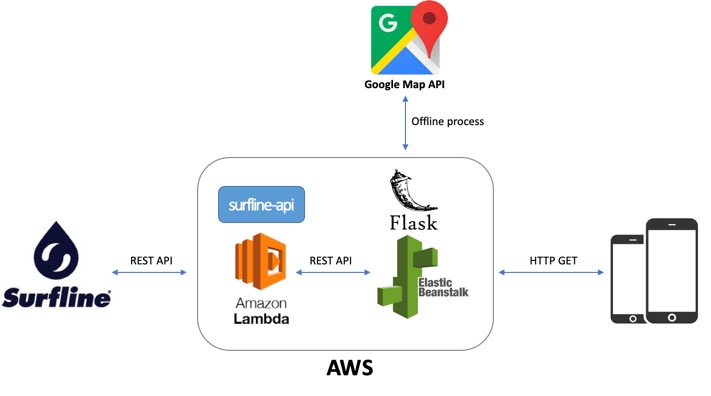 G
Google Map API
Offline process
surfline-api
Flask
Surfline®
REST API
Amazon
Lambda
REST API
Elastic
Beanstalk
HTTP GET
AWS